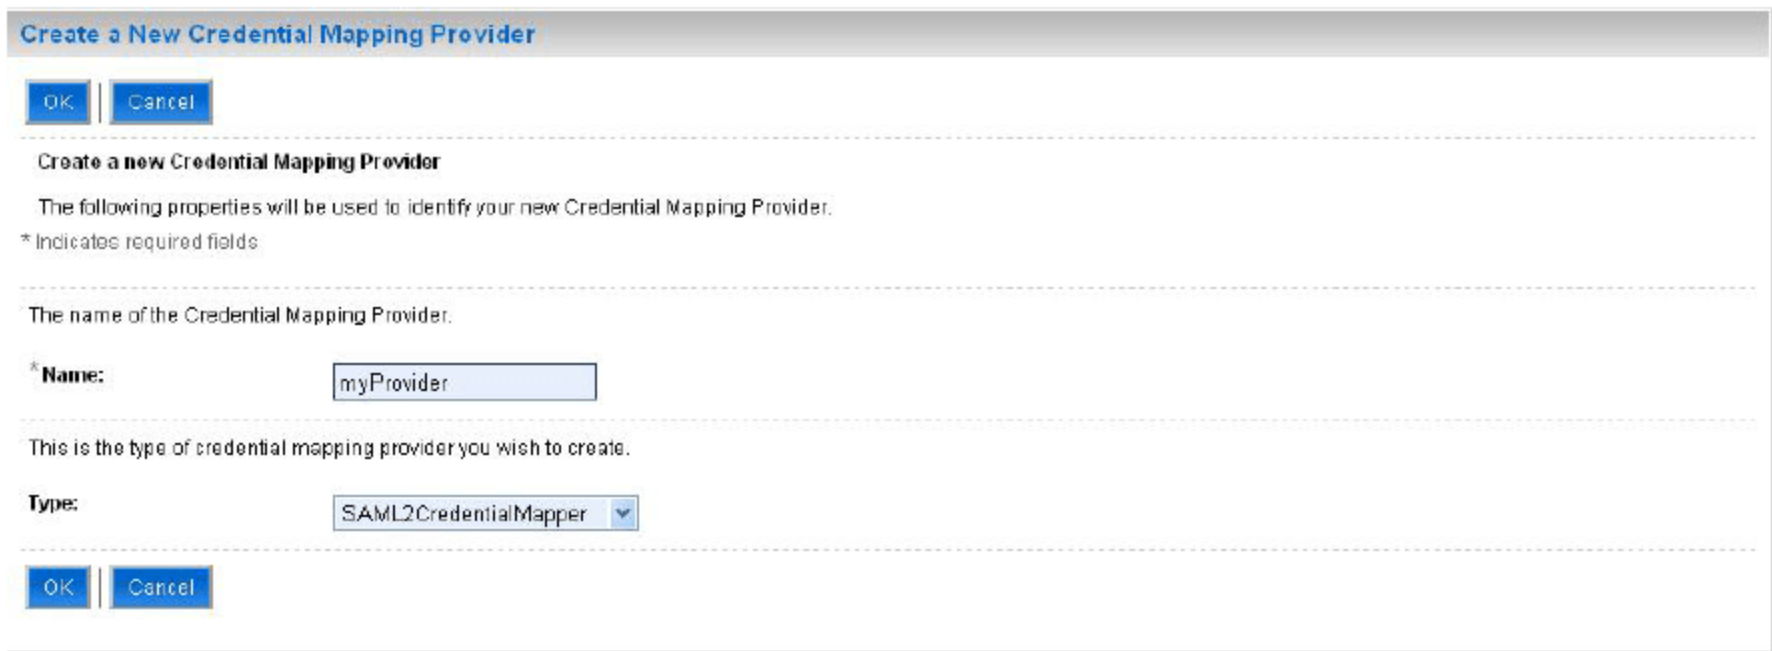 Create a New Credential Mapping Provider
OK Cancel
Create a new Credential Mapping Provider
The following properties will be used to identify your new Credential Mapping Provider.
* Indicates required fields
The name of the Credential Mapping Provider.
*Name: myProvider
This is the type of credential mapping provider you wish to create.
Type: SAML2CredentialMapper
OK Cancel